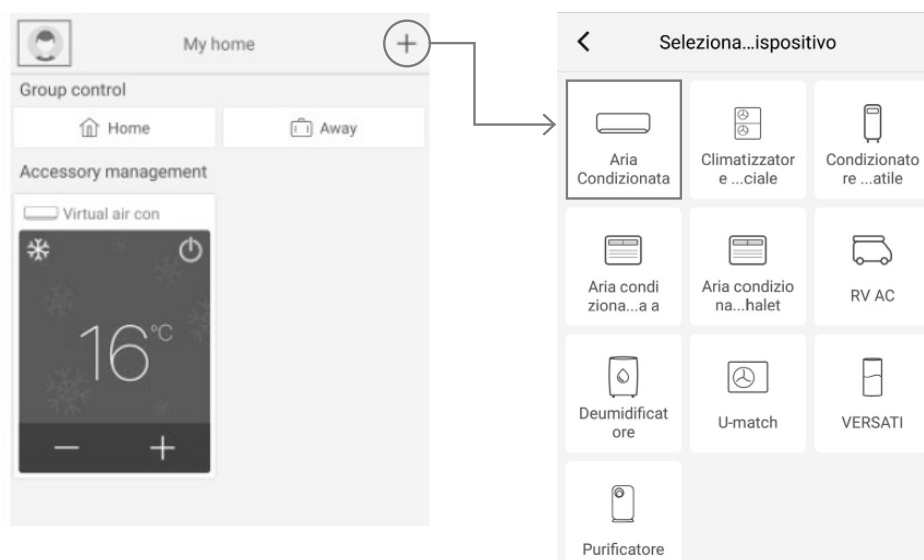 My home
Group control
Home
Away
Accessory management
Virtual air con
16°C
Seleziona...ispositivo
Aria
Condizionata
Climatizzator
e ...ciale
Condizionato
re ...atile
Aria condi
ziona...a a
Aria condizio
na...halet
RV AC
Deumidificat
ore
U-match
VERSATI
Purificatore